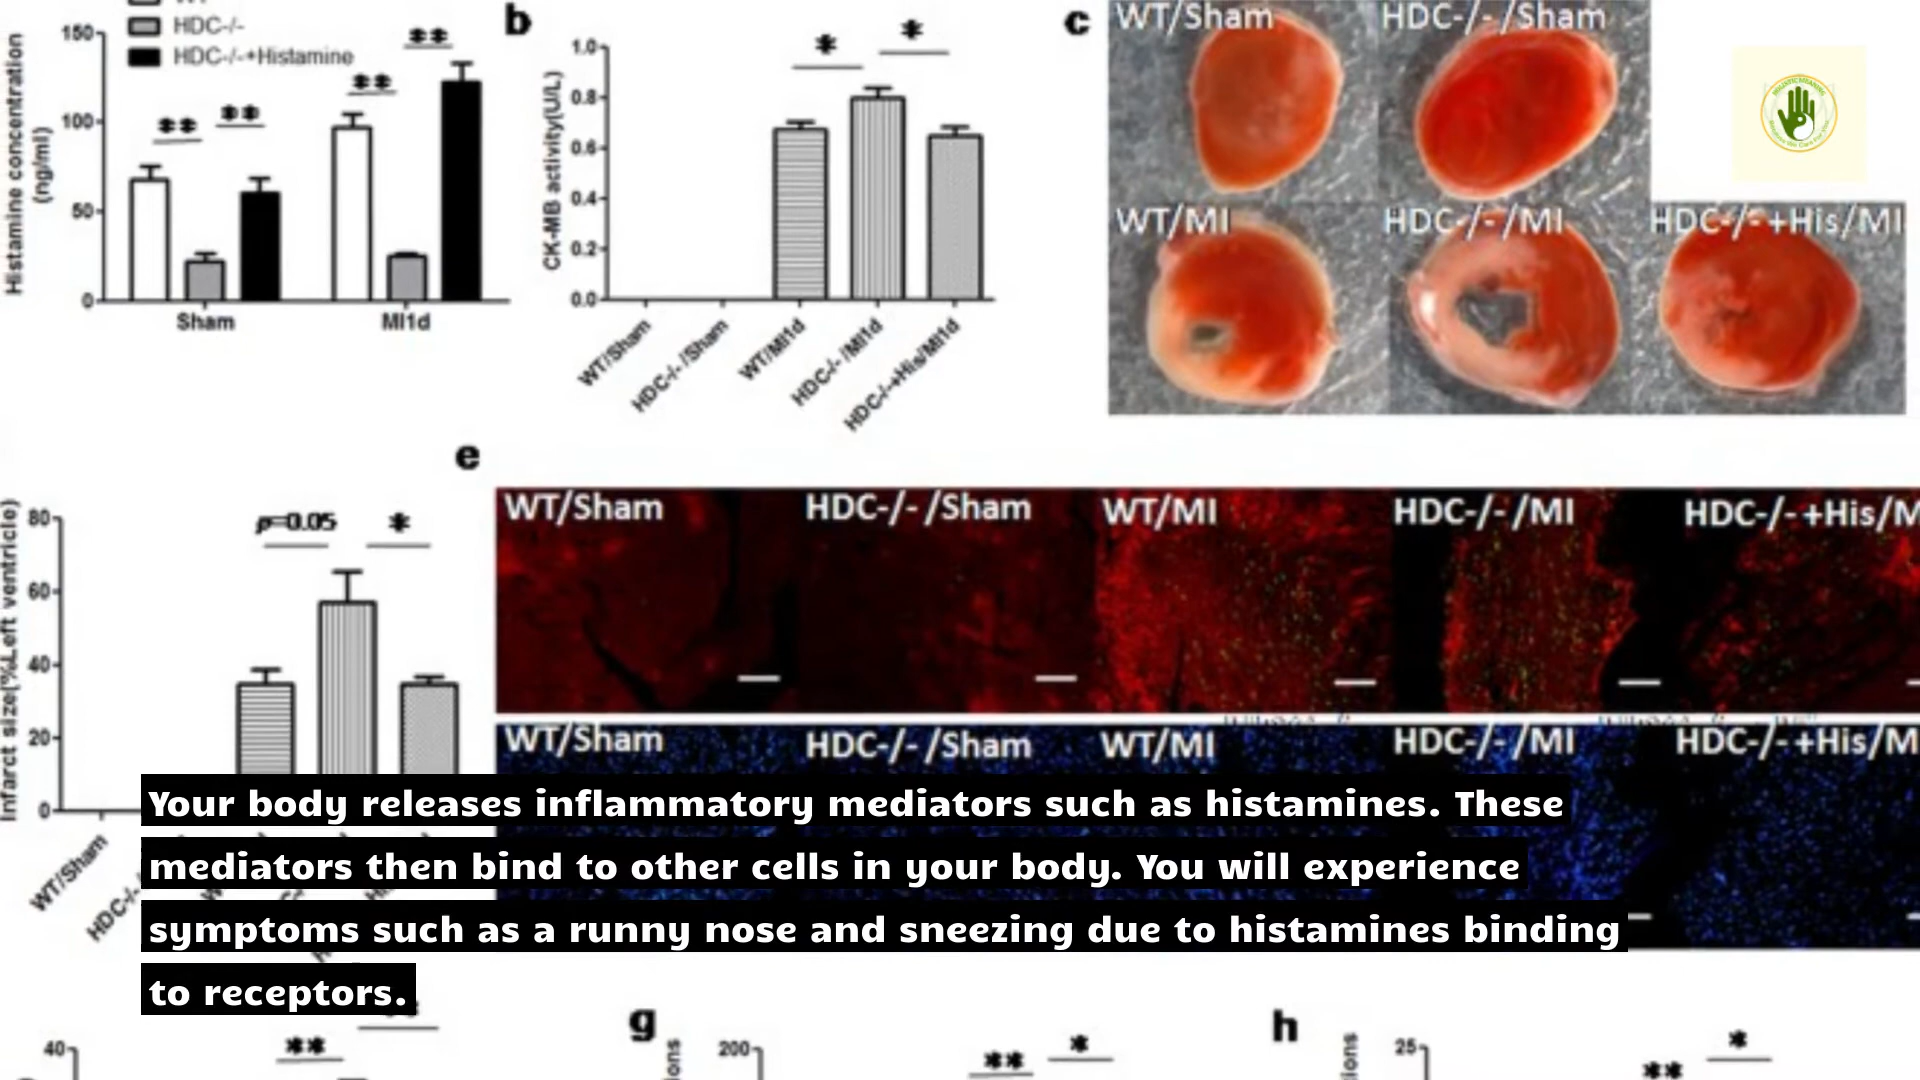 HDC-/-
HDC-/-+Histamine
Histamine concentration
(ng/ml)
150
100
50
0
**
**
**
**
Sham
MI1d
b
CK-MB activity(U/L)
1.0
0.8
0.6
0.4
0.2
0.0
*
*
WT/Sham
HDC-/-/Sham
WT/MI1d
HDC-/-/MI1d
HDC-/-+His/MI1d
c
WT/Sham
HDC-/-/Sham
WT/MI
HDC-/-/MI
HDC-/-+His/MI
Infarct size(%Left ventricle)
80
60
40
20
0
p=0.05
*
WT/Sham
e
WT/Sham
HDC-/-/Sham
WT/MI
HDC-/-/MI
HDC-/-+His/M
WT/Sham
HDC-/-/Sham
WT/MI
HDC-/-/MI
HDC-/-+His/M
Your body releases inflammatory mediators such as histamines. These
mediators then bind to other cells in your body. You will experience
symptoms such as a runny nose and sneezing due to histamines binding
to receptors.
40
**
g
200
**
*
h
25
**
*